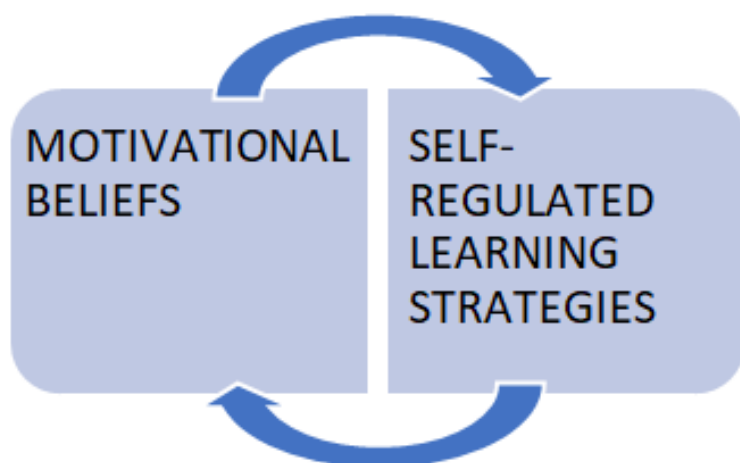 MOTIVATIONAL
BELIEFS
SELF-
REGULATED
LEARNING
STRATEGIES